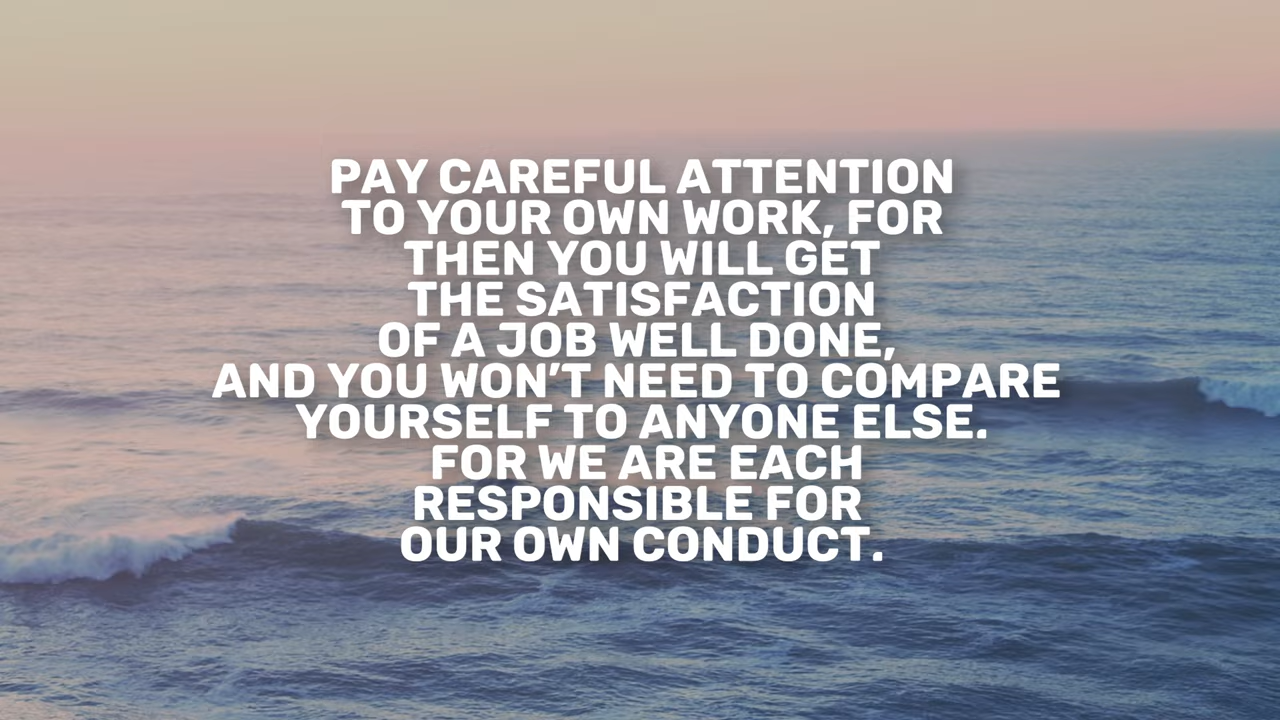 PAY CAREFUL ATTENTION
TO YOUR OWN WORK, FOR
THEN YOU WILL GET
THE SATISFACTION
OF A JOB WELL DONE,
AND YOU WON’T NEED TO COMPARE
YOURSELF TO ANYONE ELSE.
FOR WE ARE EACH
RESPONSIBLE FOR
OUR OWN CONDUCT.